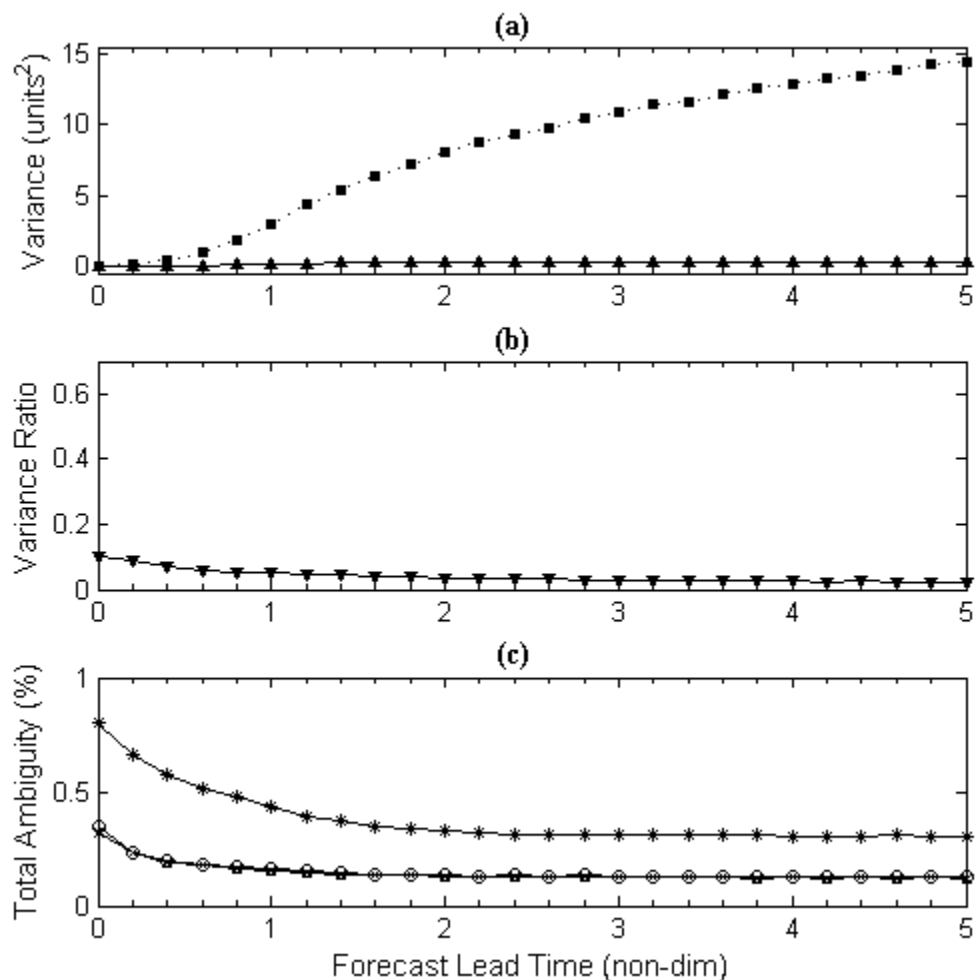 (a)
Variance (units²)
15
10
5
0
0 1 2 3 4 5
(b)
Variance Ratio
0.6
0.4
0.2
0
0 1 2 3 4 5
(c)
Total Ambiguity (%)
1
0.5
0
0 1 2 3 4 5
Forecast Lead Time (non-dim)